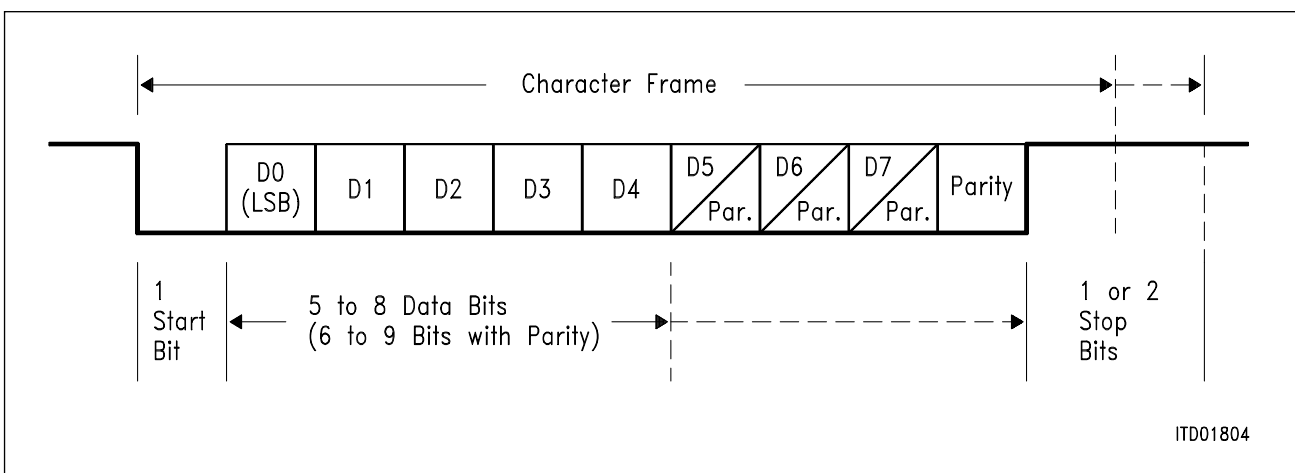 Character Frame
D0
(LSB)
D1
D2
D3
D4
D5
Par.
D6
Par.
D7
Par.
Parity
1
Start
Bit
5 to 8 Data Bits
(6 to 9 Bits with Parity)
1 or 2
Stop
Bits
ITD01804